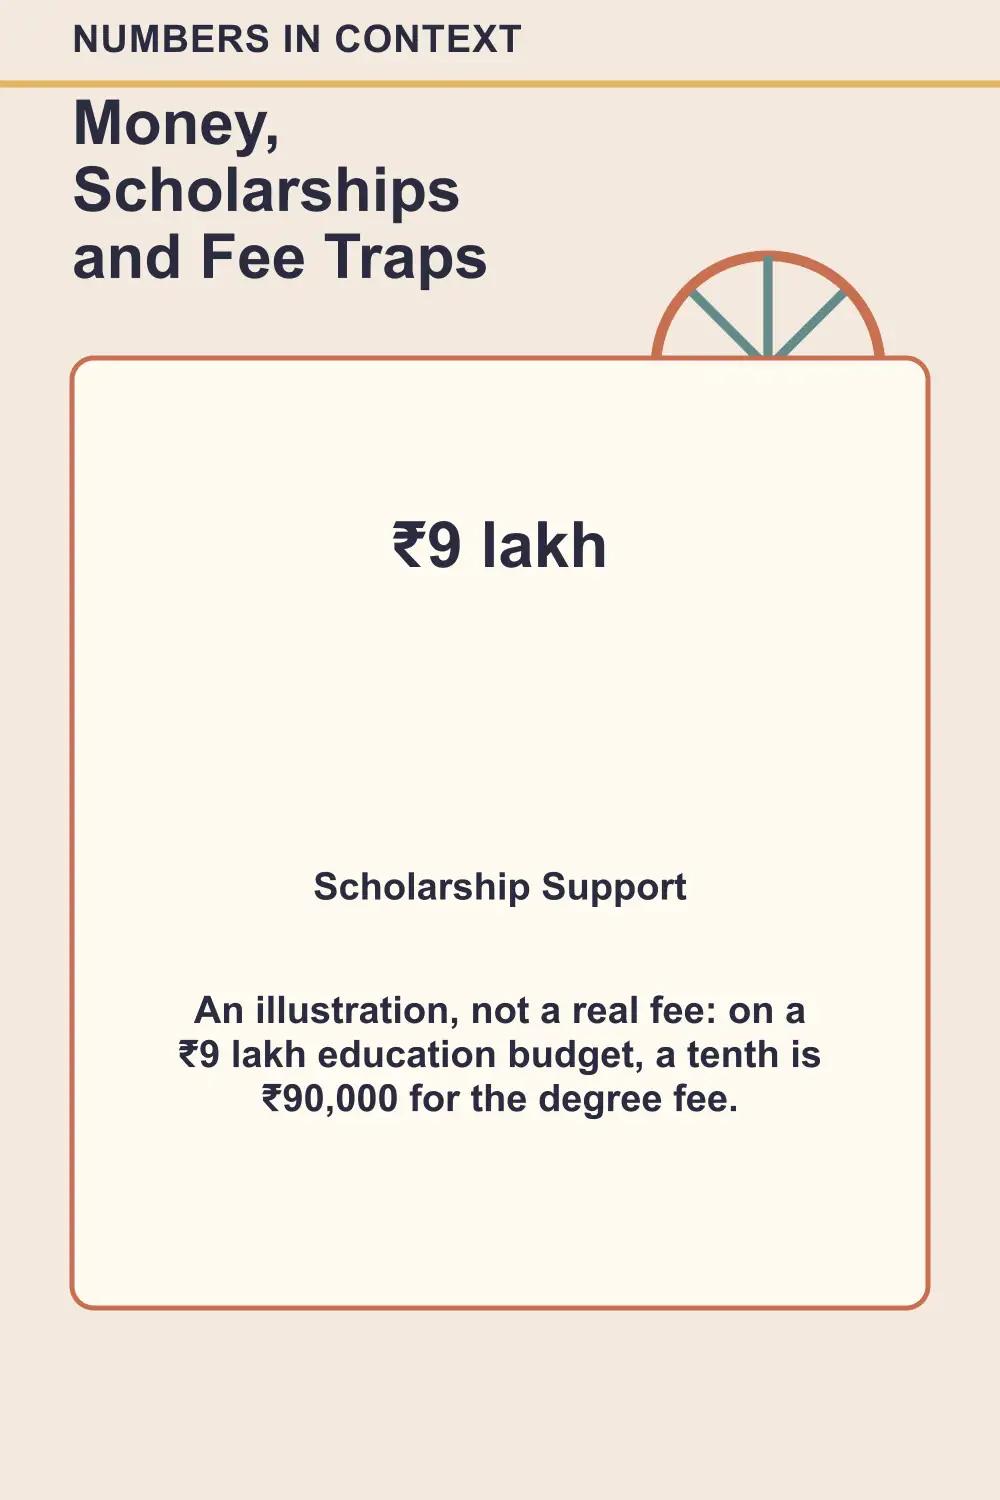 NUMBERS IN CONTEXT
Money,
Scholarships
and Fee Traps
₹9 lakh
Scholarship Support
An illustration, not a real fee: on a
₹9 lakh education budget, a tenth is
₹90,000 for the degree fee.